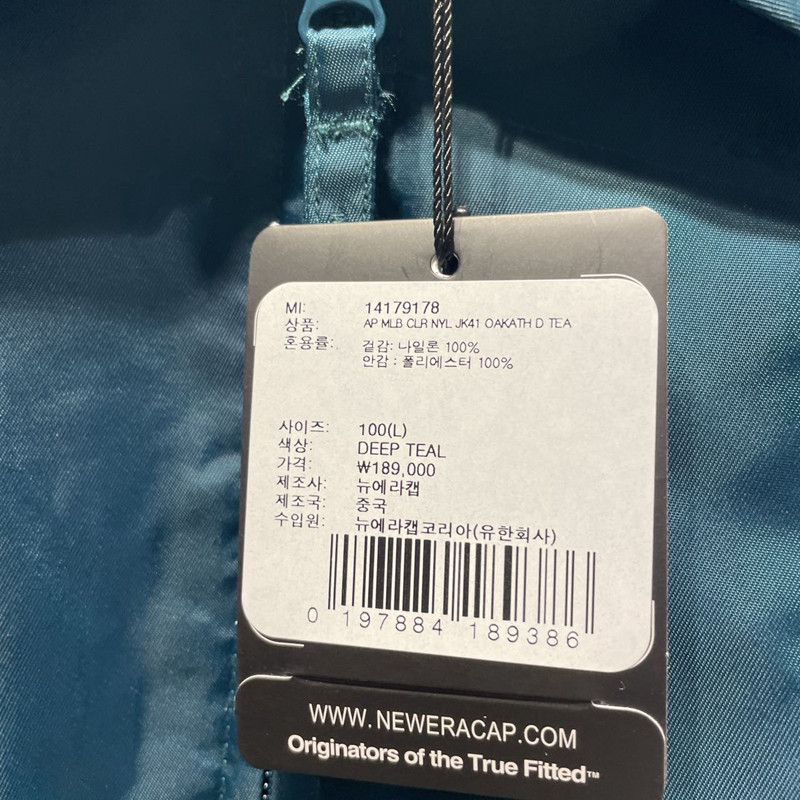 MI: 14179178
상품: AP MLB CLR NYL JK41 OAKATH D TEA
혼용률: 겉감: 나일론 100%
안감 : 폴리에스터 100%
사이즈: 100(L)
색상: DEEP TEAL
가격: ₩189,000
제조사: 뉴에라캡
제조국: 중국
수입원: 뉴에라캡코리아(유한회사)
0 197884 189386
WWW.NEWERACAP.COM
Originators of the True Fitted™